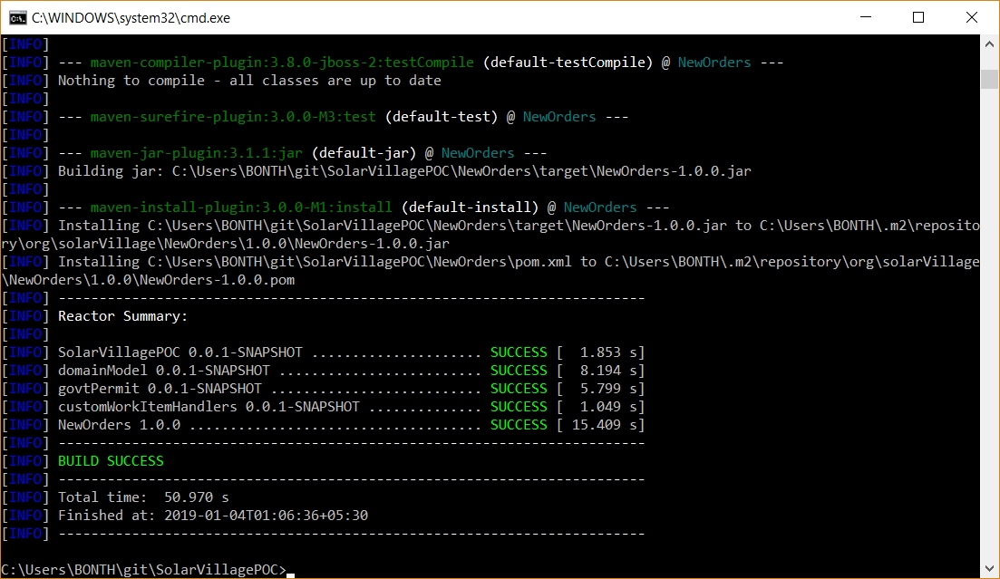 C:\WINDOWS\system32\cmd.exe
[INFO]
[INFO] --- maven-compiler-plugin:3.8.0-jboss-2:testCompile (default-testCompile) @ NewOrders ---
[INFO] Nothing to compile - all classes are up to date
[INFO]
[INFO] --- maven-surefire-plugin:3.0.0-M3:test (default-test) @ NewOrders ---
[INFO]
[INFO] --- maven-jar-plugin:3.1.1:jar (default-jar) @ NewOrders ---
[INFO] Building jar: C:\Users\BONTH\git\SolarVillagePOC\NewOrders\target\NewOrders-1.0.0.jar
[INFO]
[INFO] --- maven-install-plugin:3.0.0-M1:install (default-install) @ NewOrders ---
[INFO] Installing C:\Users\BONTH\git\SolarVillagePOC\NewOrders\target\NewOrders-1.0.0.jar to C:\Users\BONTH\.m2\reposito
ry\org\solarVillage\NewOrders\1.0.0\NewOrders-1.0.0.jar
[INFO] Installing C:\Users\BONTH\git\SolarVillagePOC\NewOrders\pom.xml to C:\Users\BONTH\.m2\repository\org\solarVillage
\NewOrders\1.0.0\NewOrders-1.0.0.pom
[INFO] ------------------------------------------------------------------------
[INFO] Reactor Summary:
[INFO]
[INFO] SolarVillagePOC 0.0.1-SNAPSHOT ..................... SUCCESS [  1.853 s]
[INFO] domainModel 0.0.1-SNAPSHOT ......................... SUCCESS [  8.194 s]
[INFO] govtPermit 0.0.1-SNAPSHOT .......................... SUCCESS [  5.799 s]
[INFO] customWorkItemHandlers 0.0.1-SNAPSHOT .............. SUCCESS [  1.049 s]
[INFO] NewOrders 1.0.0 .................................... SUCCESS [ 15.409 s]
[INFO] ------------------------------------------------------------------------
[INFO] BUILD SUCCESS
[INFO] ------------------------------------------------------------------------
[INFO] Total time:  50.970 s
[INFO] Finished at: 2019-01-04T01:06:36+05:30
[INFO] ------------------------------------------------------------------------
C:\Users\BONTH\git\SolarVillagePOC>